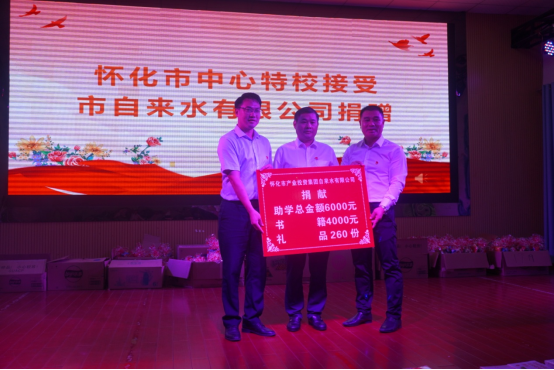 怀化市中心特校接受
市自来水有限公司捐赠
怀化市产业投资集团自来水有限公司
捐献
助学总金额6000元
书籍4000元
礼品260份